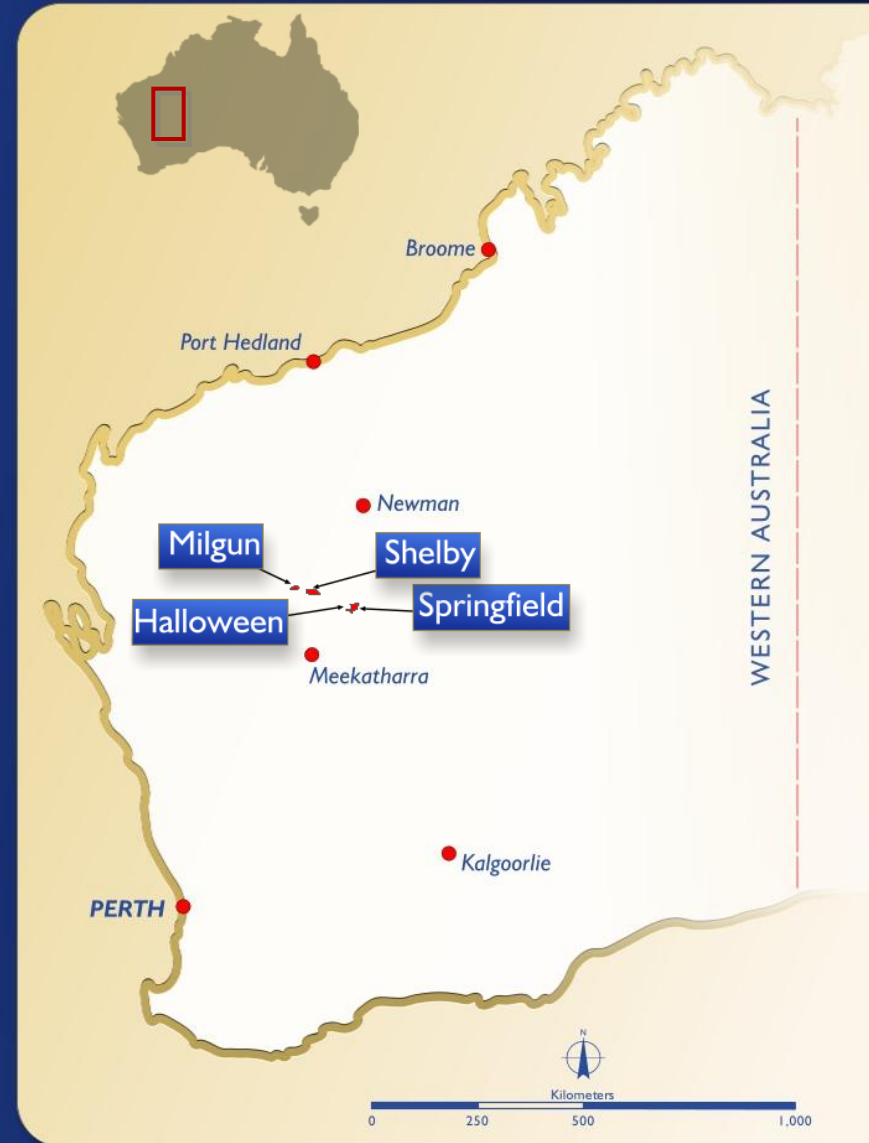 Broome
Port Hedland
Newman
Milgun
Shelby
Halloween
Springfield
Meekatharra
WESTERN AUSTRALIA
Kalgoorlie
PERTH
N
Kilometers
0 250 500 1,000